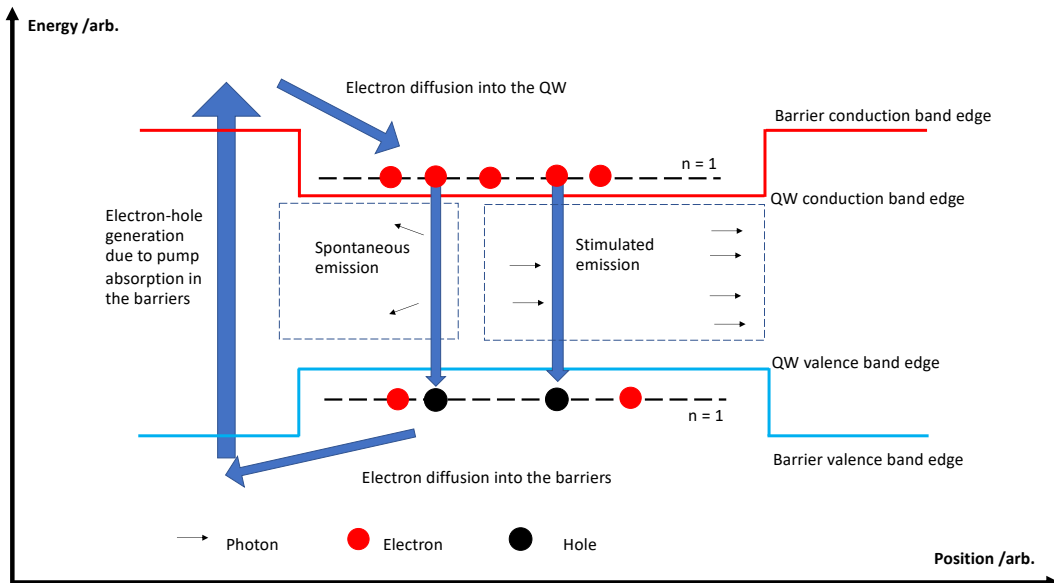 Energy /arb.
Electron diffusion into the QW
Barrier conduction band edge
n = 1
QW conduction band edge
Electron-hole
generation
due to pump
absorption in
the barriers
Spontaneous
emission
Stimulated
emission
QW valence band edge
n = 1
Barrier valence band edge
Electron diffusion into the barriers
Photon
Electron
Hole
Position /arb.